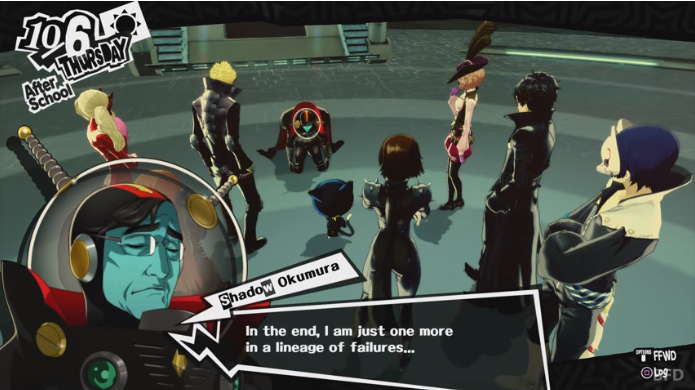 10/6
THURSDAY
After
School
Shadow Okumura
In the end, I am just one more
in a lineage of failures...
OPTIONS
FFWD
Log